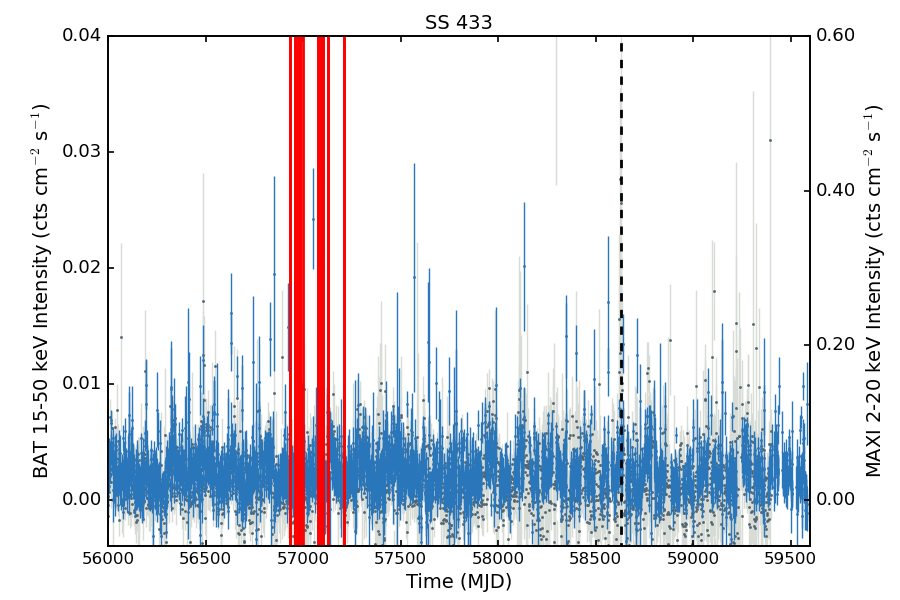 SS 433
0.04
0.03
0.02
0.01
0.00
BAT 15-50 keV Intensity (cts cm⁻² s⁻¹)
0.60
0.40
0.20
0.00
MAXI 2-20 keV Intensity (cts cm⁻² s⁻¹)
56000 56500 57000 57500 58000 58500 59000 59500
Time (MJD)